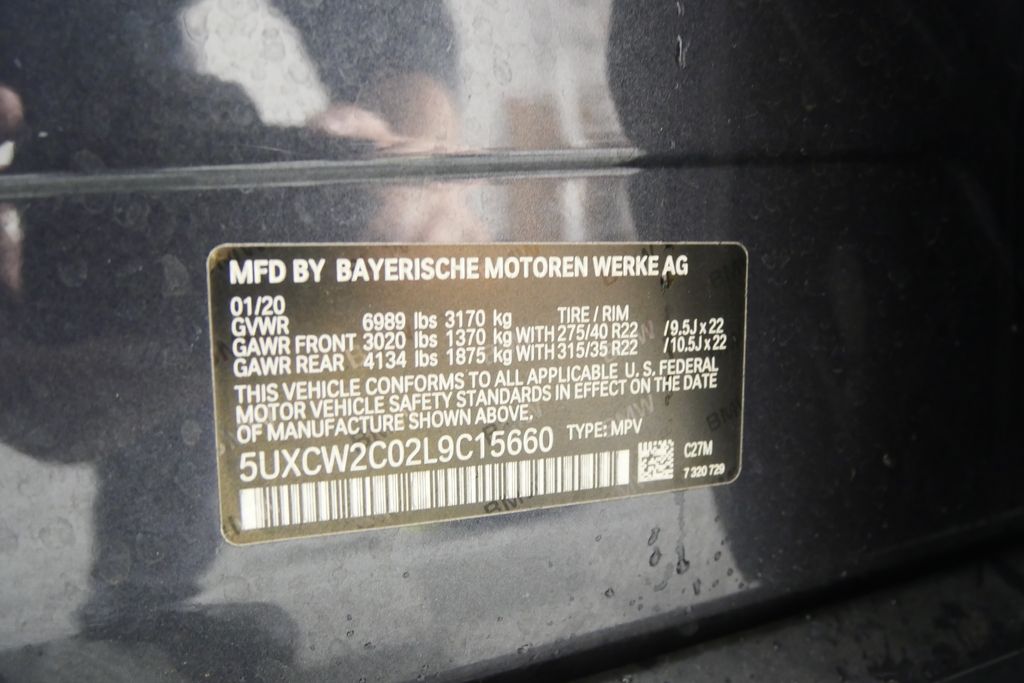 MFD BY BAYERISCHE MOTOREN WERKE AG
01/20 TIRE / RIM
GVWR 6989 lbs 3170 kg
GAWR FRONT 3020 lbs 1370 kg WITH 275/40 R22 /9.5J x 22
GAWR REAR 4134 lbs 1875 kg WITH 315/35 R22 /10.5J x 22
THIS VEHICLE CONFORMS TO ALL APPLICABLE U.S. FEDERAL
MOTOR VEHICLE SAFETY STANDARDS IN EFFECT ON THE DATE
OF MANUFACTURE SHOWN ABOVE.
5UXCW2C02L9C15660 TYPE: MPV
C27M
7 320 729